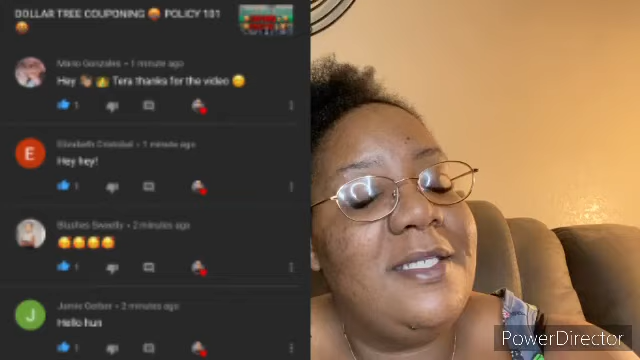 DOLLAR TREE COUPONING 😡 POLICY 101
😡
Mario Gonzales • 1 minute ago
Hey 👋🏽 Tera thanks for the video 😊
1
E
Elizabeth • 1 minute ago
Hey hey!
1
Blushes Sweetly • 2 minutes ago
🥰🥰🥰🥰
1
J
Jamie Gerber • 2 minutes ago
Hello hun
1
PowerDirector